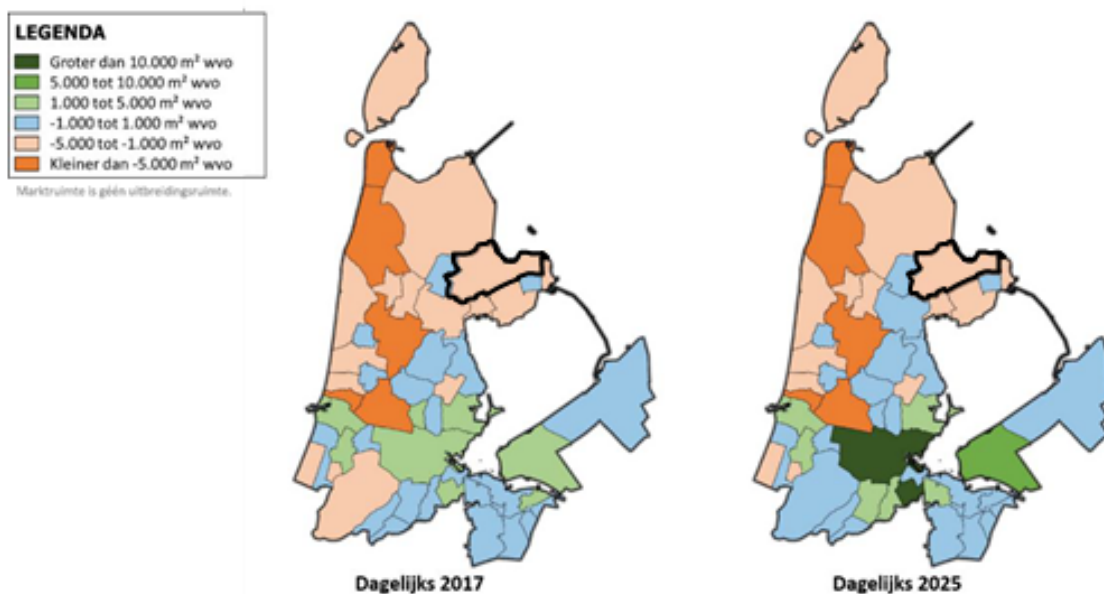 LEGENDA
Groter dan 10.000 m² wvo
5.000 tot 10.000 m² wvo
1.000 tot 5.000 m² wvo
-1.000 tot 1.000 m² wvo
-5.000 tot -1.000 m² wvo
Kleiner dan -5.000 m² wvo
Marktruimte is géén uitbreidingsruimte.
Dagelijks 2017
Dagelijks 2025